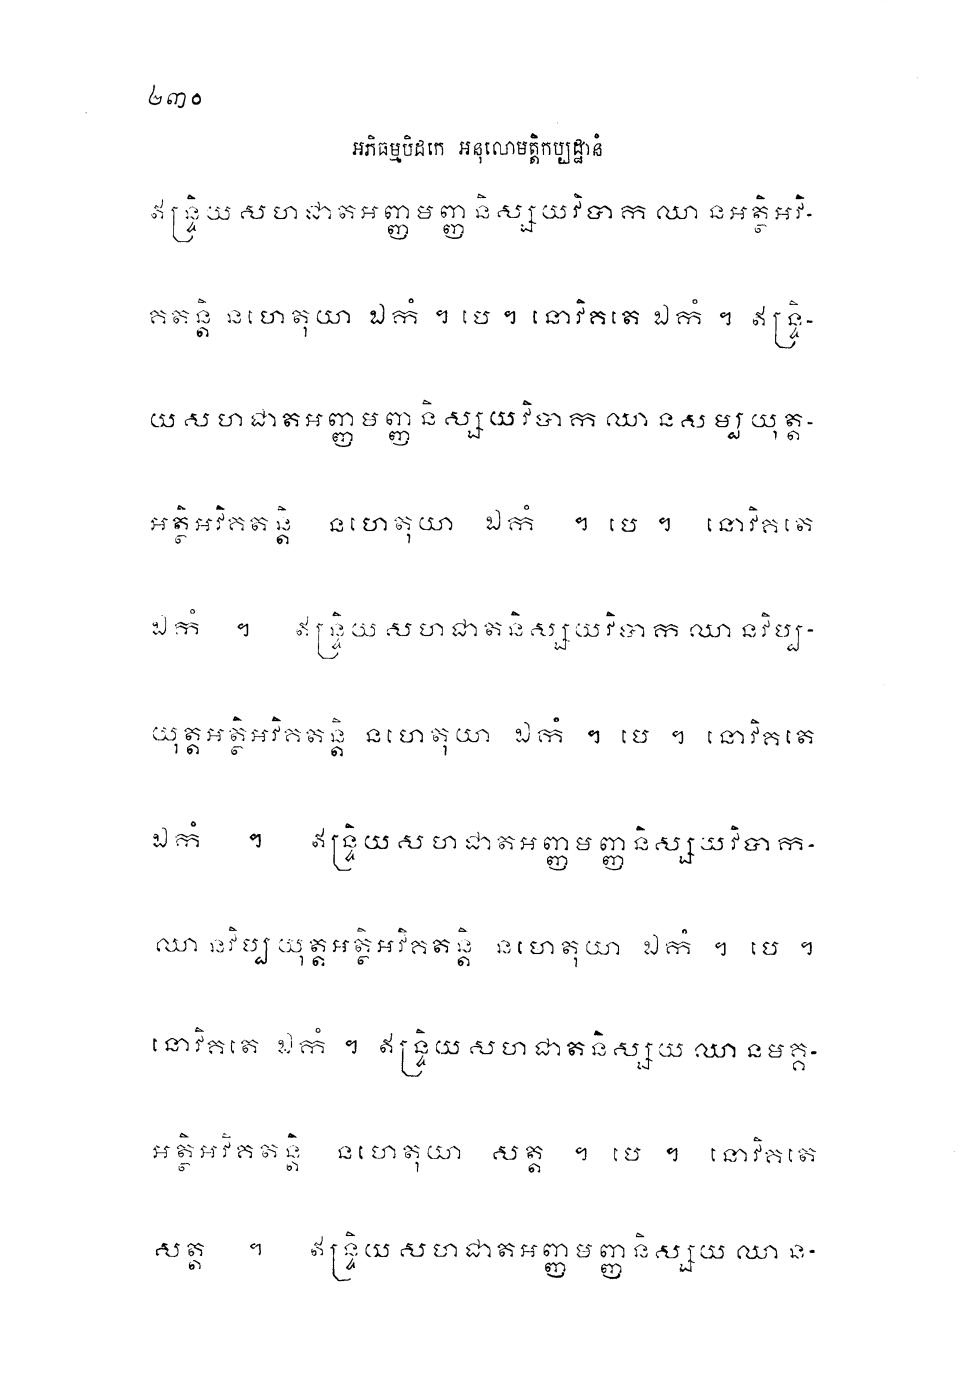 ២៣០
អភិធម្មបិដកេ អនុលោមត្តិកប្បដ្ឋានំ
ឥន្ទ្រិយសហជាតអញ្ញមញ្ញនិស្សយវិបាកឈានអត្ថិអវិ-
គតន្តិ នហេតុយា ឯកំ ។ បេ ។ នោវិគតេ ឯកំ ។ ឥន្ទ្រិ-
យសហជាតអញ្ញមញ្ញនិស្សយវិបាកឈានសម្បយុត្ត-
អត្ថិអវិគតន្តិ នហេតុយា ឯកំ ។ បេ ។ នោវិគតេ
ឯកំ ។ ឥន្ទ្រិយសហជាតនិស្សយវិបាកឈានវិប្ប-
យុត្តអត្ថិអវិគតន្តិ នហេតុយា ឯកំ ។ បេ ។ នោវិគតេ
ឯកំ ។ ឥន្ទ្រិយសហជាតអញ្ញមញ្ញនិស្សយវិបាក-
ឈានវិប្បយុត្តអត្ថិអវិគតន្តិ នហេតុយា ឯកំ ។ បេ ។
នោវិគតេ ឯកំ ។ ឥន្ទ្រិយសហជាតនិស្សយឈានមគ្គ-
អត្ថិអវិគតន្តិ នហេតុយា សត្ត ។ បេ ។ នោវិគតេ
សត្ត ។ ឥន្ទ្រិយសហជាតអញ្ញមញ្ញនិស្សយឈាន-